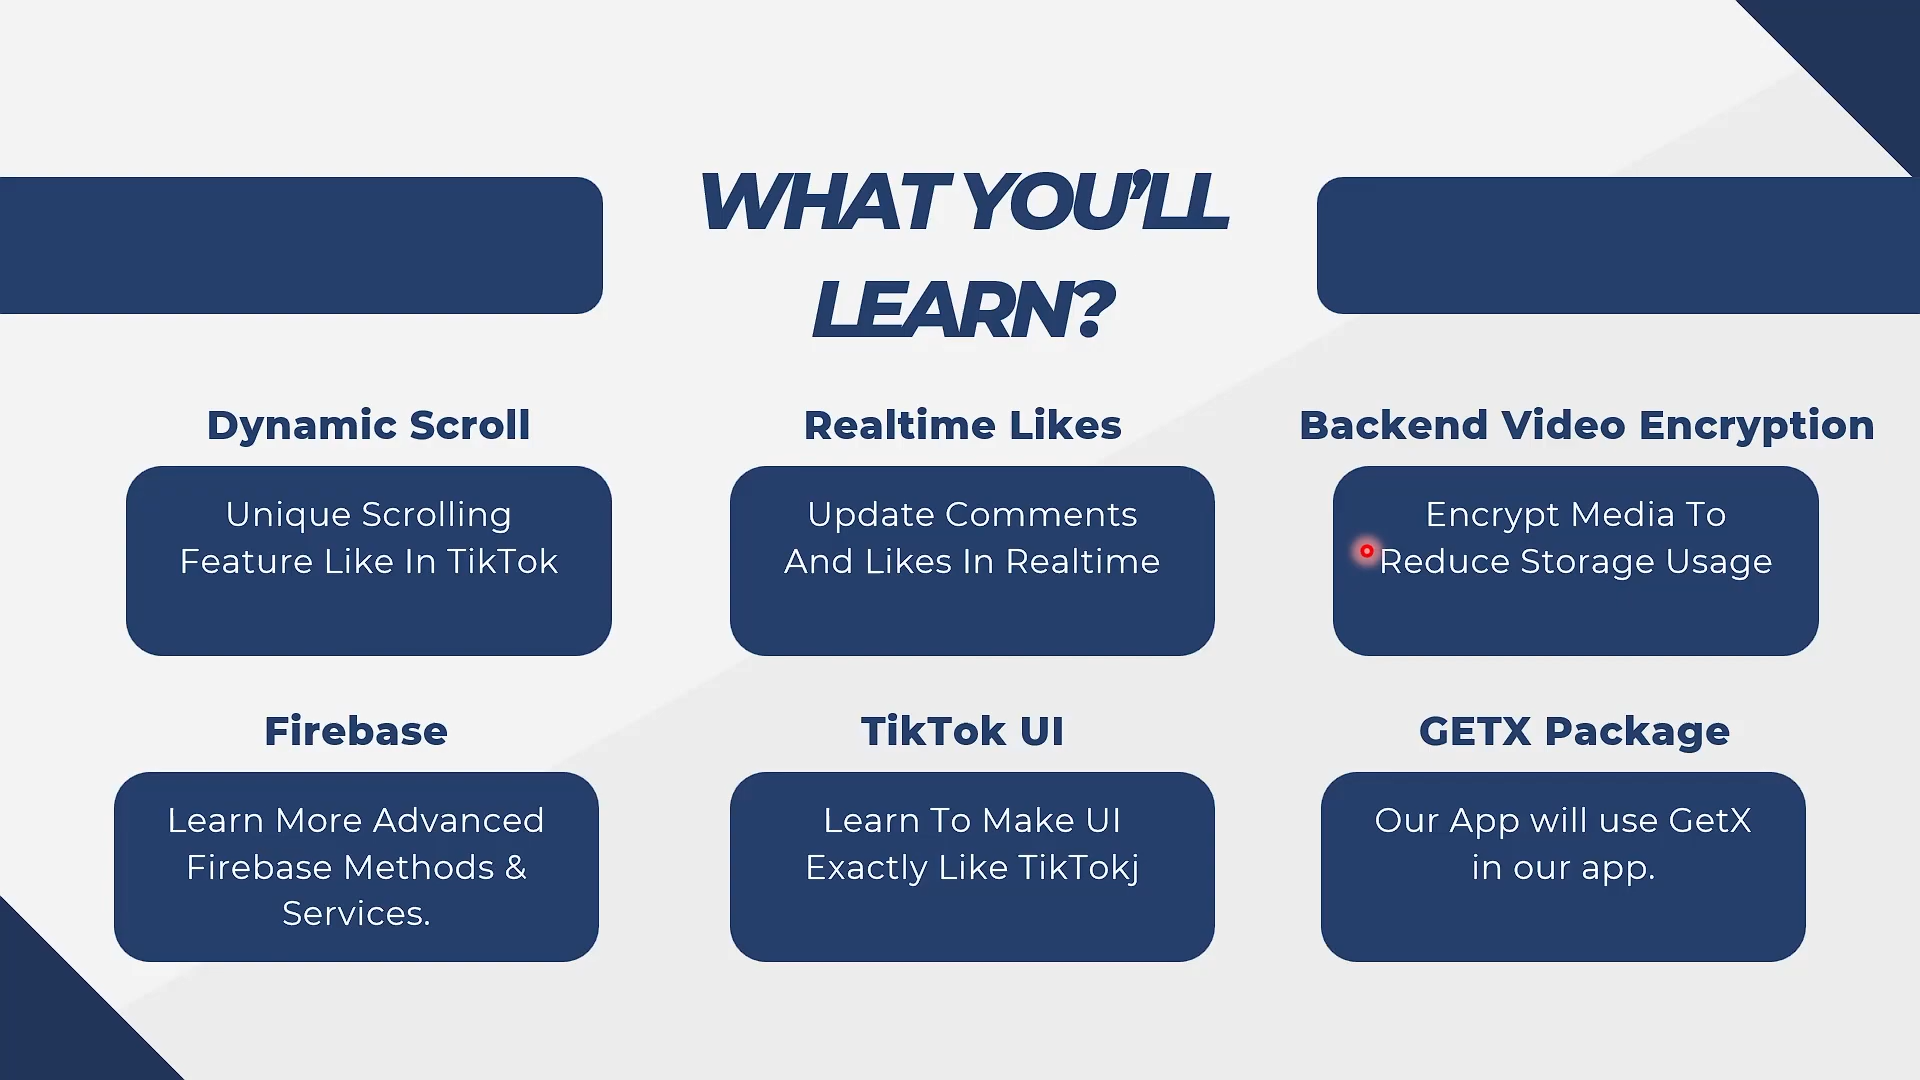 WHAT YOU'LL
LEARN?
Dynamic Scroll
Unique Scrolling
Feature Like In TikTok
Realtime Likes
Update Comments
And Likes In Realtime
Backend Video Encryption
Encrypt Media To
Reduce Storage Usage
Firebase
Learn More Advanced
Firebase Methods &
Services.
TikTok UI
Learn To Make UI
Exactly Like TikTokj
GETX Package
Our App will use GetX
in our app.